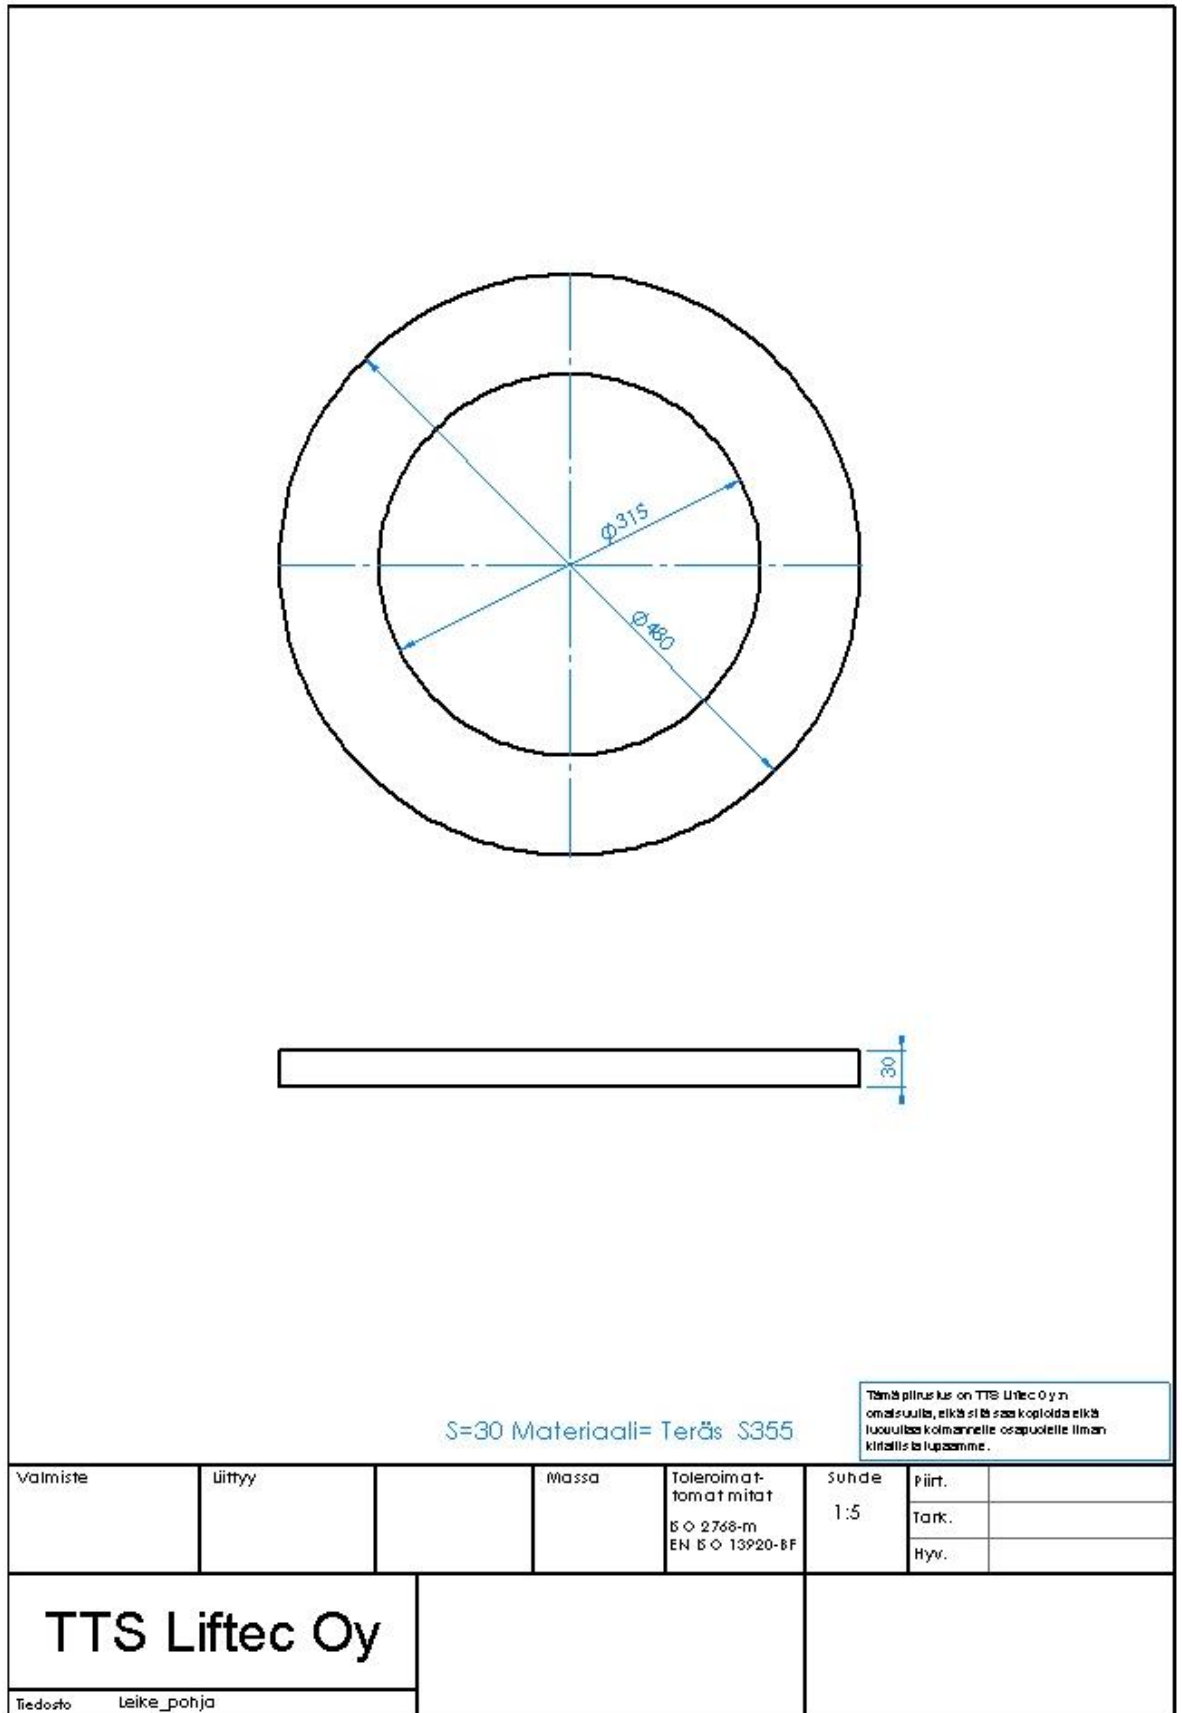 Ø315
Ø480
30
S=30 Materiaali= Teräs S355
Tämä piirustus on TTS Liftec Oy:n
omaisuutta, eikä sitä saa kopioida eikä
luovuttaa kolmannelle osapuolelle ilman
kirjallista lupaamme.
Valmiste
Liittyy
Massa
Toleroimat-
tomat mitat
ISO 2768-m
EN ISO 13920-BF
Suhde
1:5
Piirt.
Tark.
Hyv.
TTS Liftec Oy
Tiedosto Leike_pohja